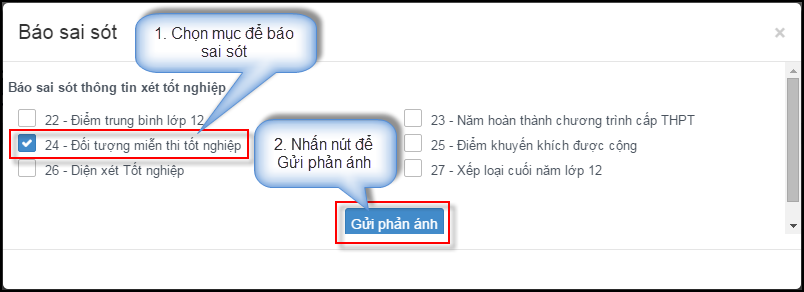 Báo sai sót
×
1. Chọn mục để báo
sai sót
Báo sai sót thông tin xét tốt nghiệp
22 - Điểm trung bình lớp 12
23 - Năm hoàn thành chương trình cấp THPT
24 - Đối tượng miễn thi tốt nghiệp
25 - Điểm khuyến khích được cộng
26 - Diện xét Tốt nghiệp
27 - Xếp loại cuối năm lớp 12
2. Nhấn nút để
Gửi phản ánh
Gửi phản ánh